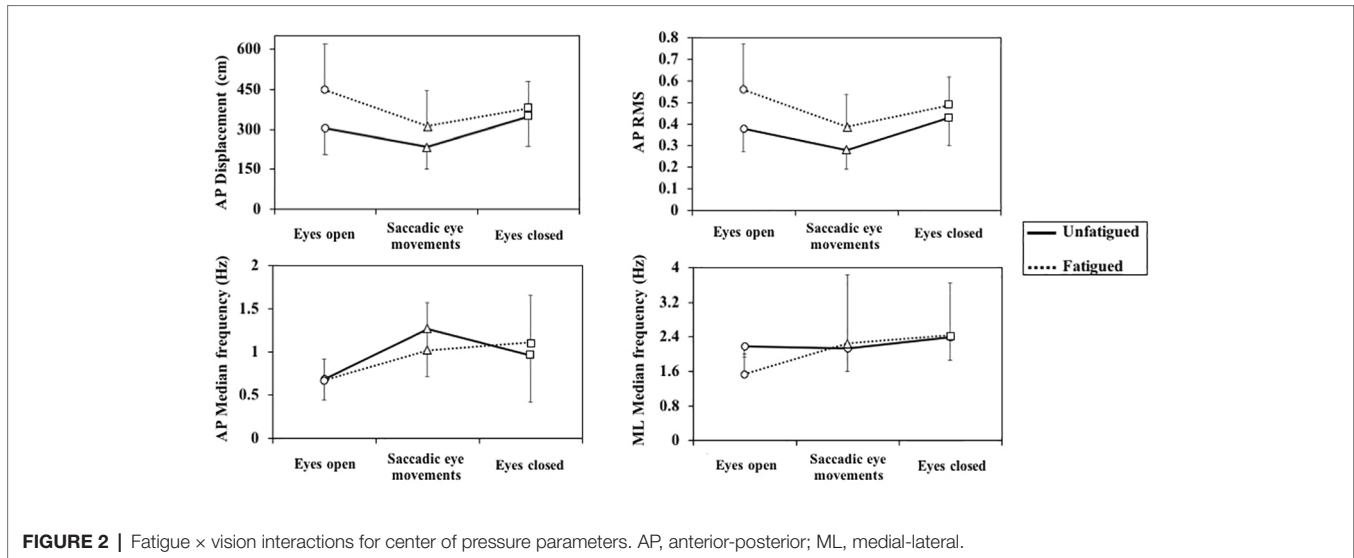 AP Displacement (cm)
600
450
300
150
0
Eyes open
Saccadic eye
movements
Eyes closed
AP RMS
0.8
0.7
0.6
0.5
0.4
0.3
0.2
0.1
0
Eyes open
Saccadic eye
movements
Eyes closed
Unfatigued
Fatigued
AP Median frequency (Hz)
2
1.5
1
0.5
0
Eyes open
Saccadic eye
movements
Eyes closed
ML Median frequency (Hz)
4
3.2
2.4
1.6
0.8
0
Eyes open
Saccadic eye
movements
Eyes closed
FIGURE 2 | Fatigue × vision interactions for center of pressure parameters. AP, anterior-posterior; ML, medial-lateral.